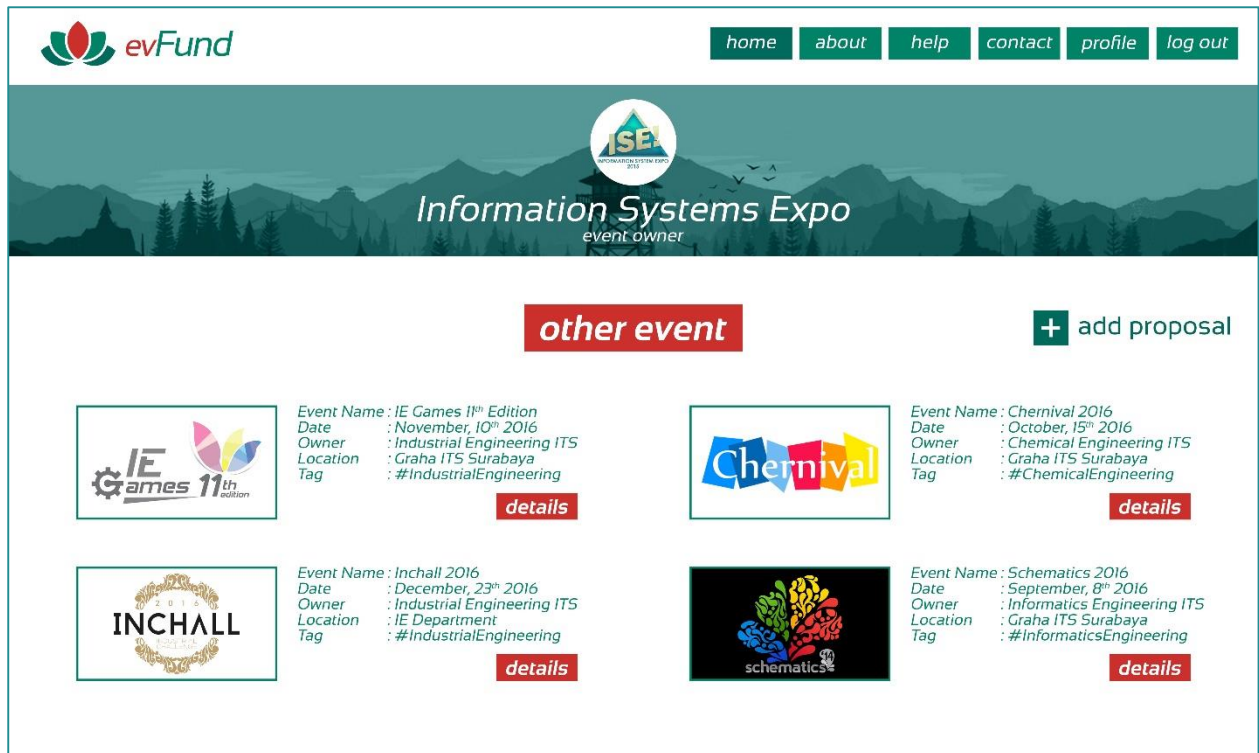 evFund
home about help contact profile log out
ISE!
INFORMATION SYSTEM EXPO
Information Systems Expo
event owner
other event
+ add proposal
IE
Games 11th
edition
Event Name : IE Games 11th Edition
Date : November, 10th 2016
Owner : Industrial Engineering ITS
Location : Graha ITS Surabaya
Tag : #IndustrialEngineering
details
Chernival
Event Name : Chernival 2016
Date : October, 15th 2016
Owner : Chemical Engineering ITS
Location : Graha ITS Surabaya
Tag : #ChemicalEngineering
details
2016
INCHALL
Event Name : Inchall 2016
Date : December, 23th 2016
Owner : Industrial Engineering ITS
Location : IE Department
Tag : #IndustrialEngineering
details
schematics
Event Name : Schematics 2016
Date : September, 8th 2016
Owner : Informatics Engineering ITS
Location : Graha ITS Surabaya
Tag : #InformaticsEngineering
details